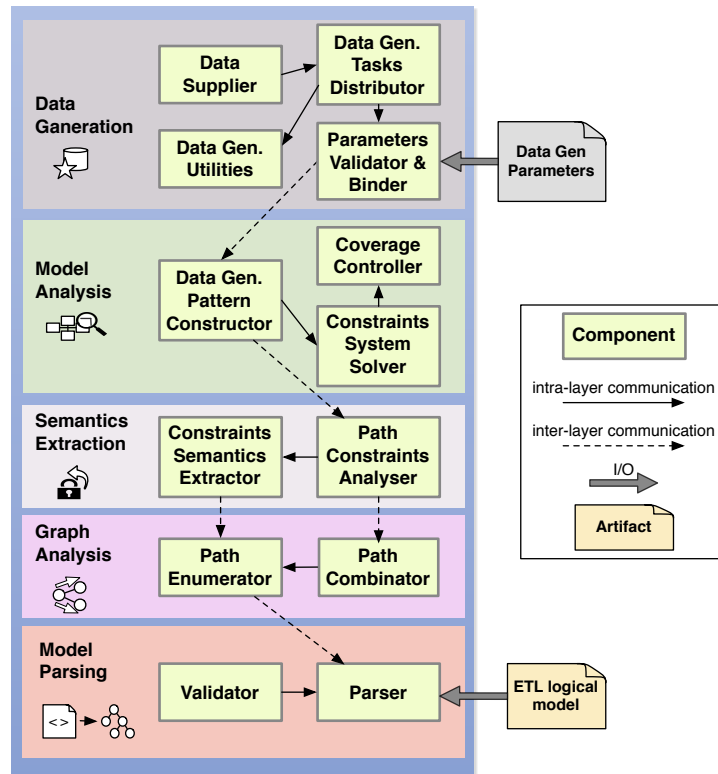 Data
Ganeration
Data
Supplier
Data Gen.
Tasks
Distributor
Data Gen.
Utilities
Parameters
Validator &
Binder
Data Gen
Parameters
Model
Analysis
Data Gen.
Pattern
Constructor
Coverage
Controller
Constraints
System
Solver
Semantics
Extraction
Constraints
Semantics
Extractor
Path
Constraints
Analyser
Graph
Analysis
Path
Enumerator
Path
Combinator
Model
Parsing
< >
Validator
Parser
ETL logical
model
Component
intra-layer communication
inter-layer communication
I/O
Artifact